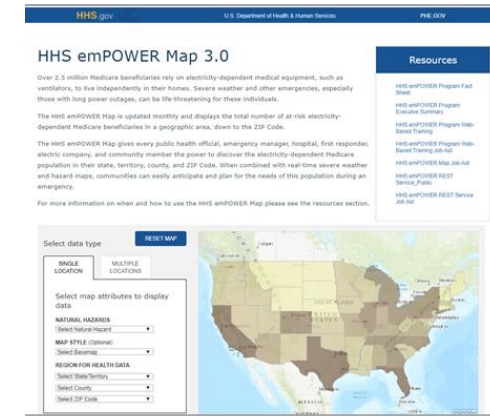 HHS.gov
U.S. Department of Health & Human Services
PHE.GOV
HHS emPOWER Map 3.0
Over 2.5 million Medicare beneficiaries rely on electricity-dependent medical equipment, such as
ventilators, to live independently in their homes. Severe weather and other emergencies, especially
those with long power outages, can be life-threatening for these individuals.
The HHS emPOWER Map is updated monthly and displays the total number of at-risk electricity-
dependent Medicare beneficiaries in a geographic area, down to the ZIP Code.
The HHS emPOWER Map gives every public health official, emergency manager, hospital, first responder,
electric company, and community member the power to discover the electricity-dependent Medicare
population in their state, territory, county, and ZIP Code. When combined with real-time severe weather
and hazard maps, communities can easily anticipate and plan for the needs of this population during an
emergency.
For more information on when and how to use the HHS emPOWER Map please see the resources section.
Resources
HHS emPOWER Program Fact
Sheet
HHS emPOWER Program
Executive Summary
HHS emPOWER Program Web-
Based Training
HHS emPOWER Program Web-
Based Training Job Aid
HHS emPOWER Map Job Aid
HHS emPOWER REST
Service_Public
HHS emPOWER REST Service
Job Aid
Select data type
RESET MAP
SINGLE
LOCATION
MULTIPLE
LOCATIONS
Select map attributes to display
data
NATURAL HAZARDS
Select Natural Hazard
MAP STYLE (Optional)
Select Basemap
REGION FOR HEALTH DATA
Select State/Territory
Select County
Select ZIP Code
UNITED
STATES
MEXICO